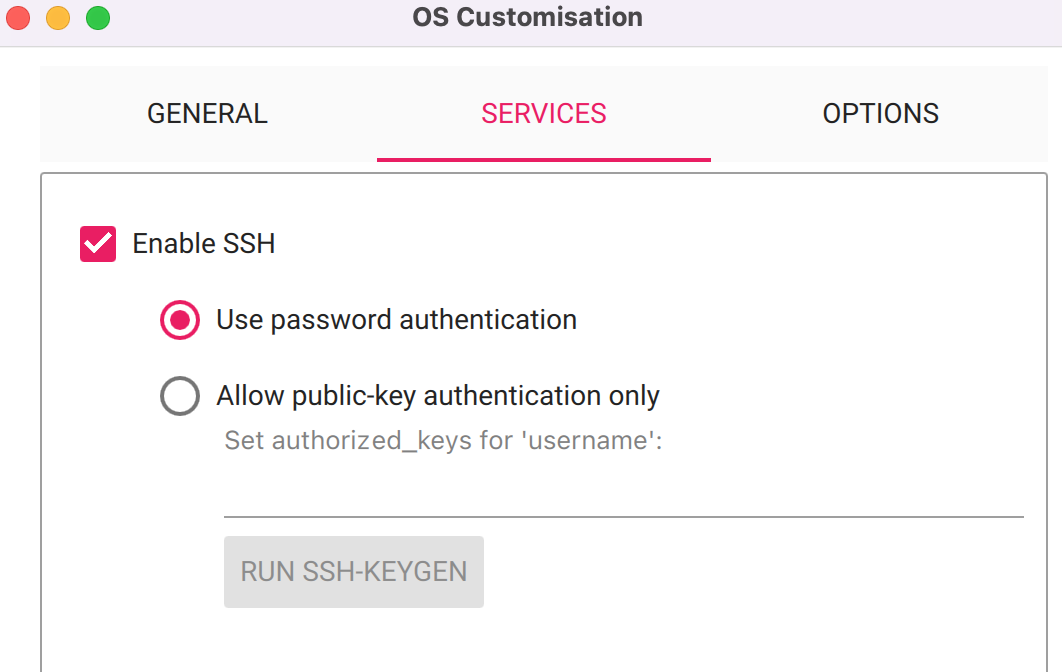 OS Customisation
GENERAL
SERVICES
OPTIONS
Enable SSH
Use password authentication
Allow public-key authentication only
Set authorized_keys for 'username':
RUN SSH-KEYGEN